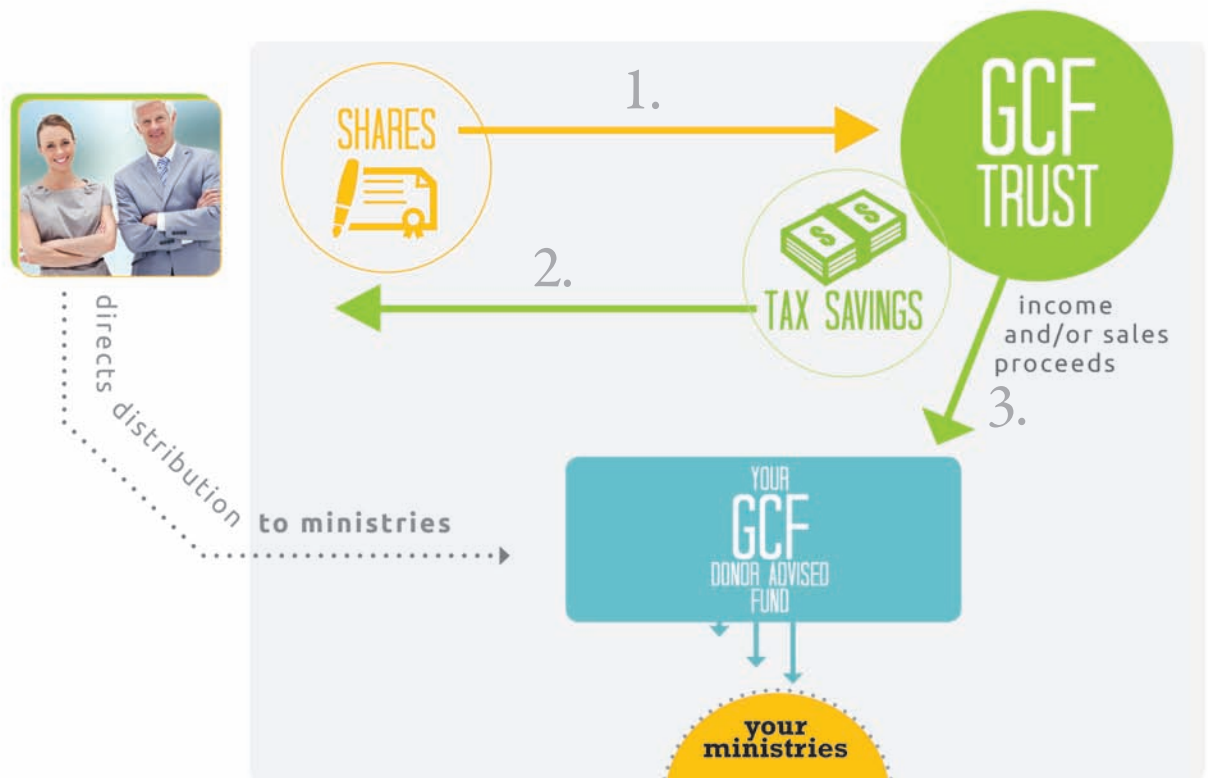 1.
SHARES
GCF
TRUST
2.
$ $
TAX SAVINGS
income
and/or sales
proceeds
3.
directs distribution to ministries
YOUR
GCF
DONOR ADVISED
FUND
your
ministries